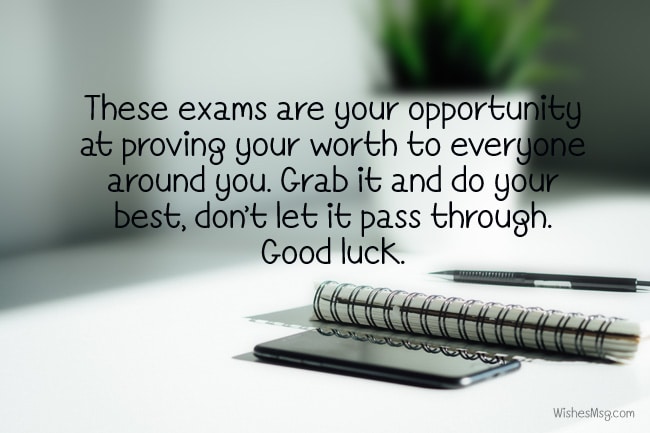 These exams are your opportunity
at proving your worth to everyone
around you. Grab it and do your
best, don't let it pass through.
Good luck.
WishesMsg.com